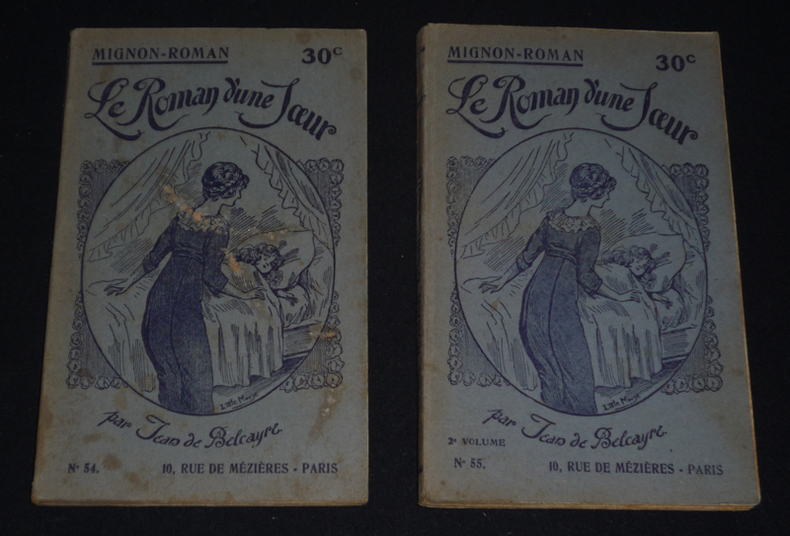 MIGNON-ROMAN 30c
Le Roman d'une Sœur
par Jean de Belcayre
N° 54. 10, RUE DE MÉZIÈRES - PARIS
MIGNON-ROMAN 30c
Le Roman d'une Sœur
par Jean de Belcayre
2e VOLUME
N° 55. 10, RUE DE MÉZIÈRES - PARIS